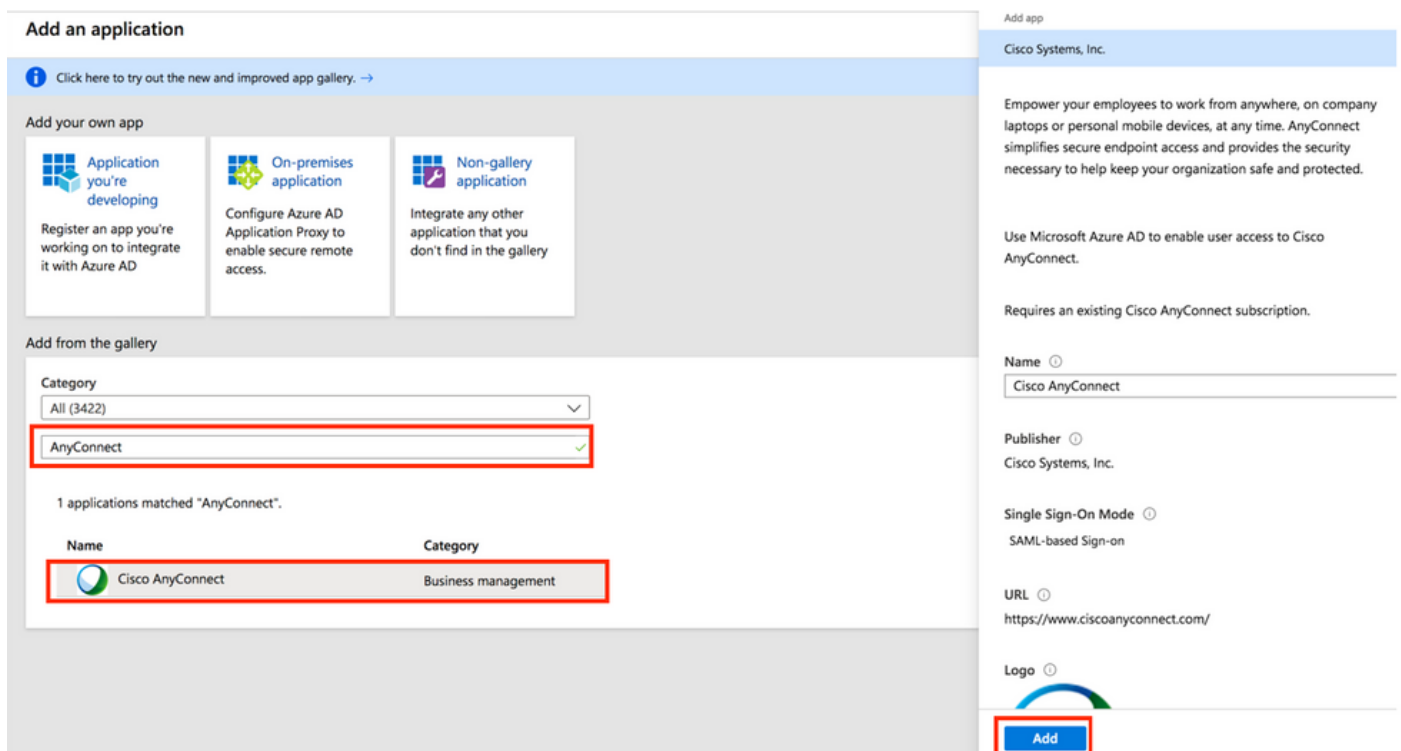 Add an application
Click here to try out the new and improved app gallery. →
Add your own app
Application
you're
developing
Register an app you're
working on to integrate
it with Azure AD
On-premises
application
Configure Azure AD
Application Proxy to
enable secure remote
access.
Non-gallery
application
Integrate any other
application that you
don't find in the gallery
Add from the gallery
Category
All (3422)
AnyConnect
1 applications matched "AnyConnect".
Name Category
Cisco AnyConnect Business management
Add app
Cisco Systems, Inc.
Empower your employees to work from anywhere, on company
laptops or personal mobile devices, at any time. AnyConnect
simplifies secure endpoint access and provides the security
necessary to help keep your organization safe and protected.
Use Microsoft Azure AD to enable user access to Cisco
AnyConnect.
Requires an existing Cisco AnyConnect subscription.
Name
Cisco AnyConnect
Publisher
Cisco Systems, Inc.
Single Sign-On Mode
SAML-based Sign-on
URL
https://www.ciscoanyconnect.com/
Logo
Add